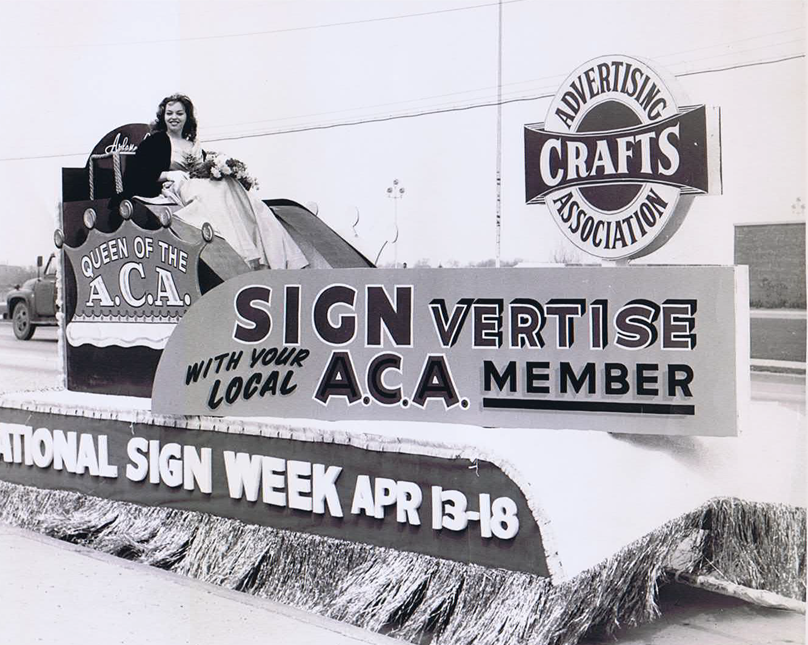 ADVERTISING
CRAFTS
ASSOCIATION
QUEEN OF THE
A.C.A.
SIGN VERTISE
WITH YOUR
LOCAL
A.C.A. MEMBER
ATIONAL SIGN WEEK APR 13-18